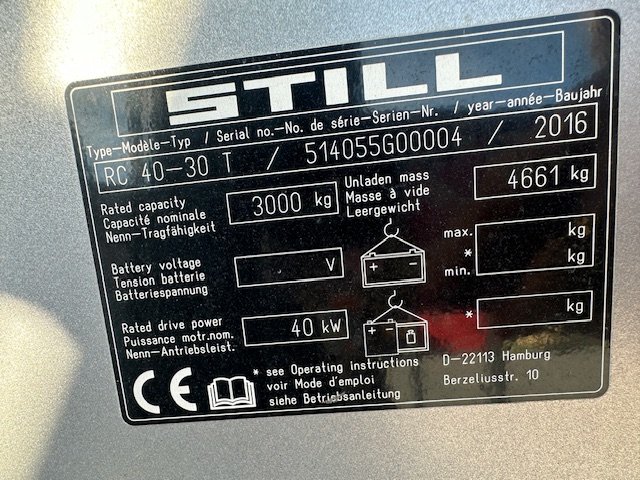 STILL
Type-Modèle-Typ / Serial no.-No. de série-Serien-Nr. / year-année-Baujahr
RC 40-30 T / 514055G00004 / 2016
Rated capacity
Capacité nominale
Nenn-Tragfähigkeit
3000 kg
Unladen mass
Masse à vide
Leergewicht
4661 kg
Battery voltage
Tension batterie
Batteriespannung
V
+ -
max.
*
min.
kg
kg
Rated drive power
Puissance motr.nom.
Nenn-Antriebsleist.
40 kW
+ -
* kg
CE
* see Operating instructions
voir Mode d'emploi
siehe Betriebsanleitung
D-22113 Hamburg
Berzeliusstr. 10